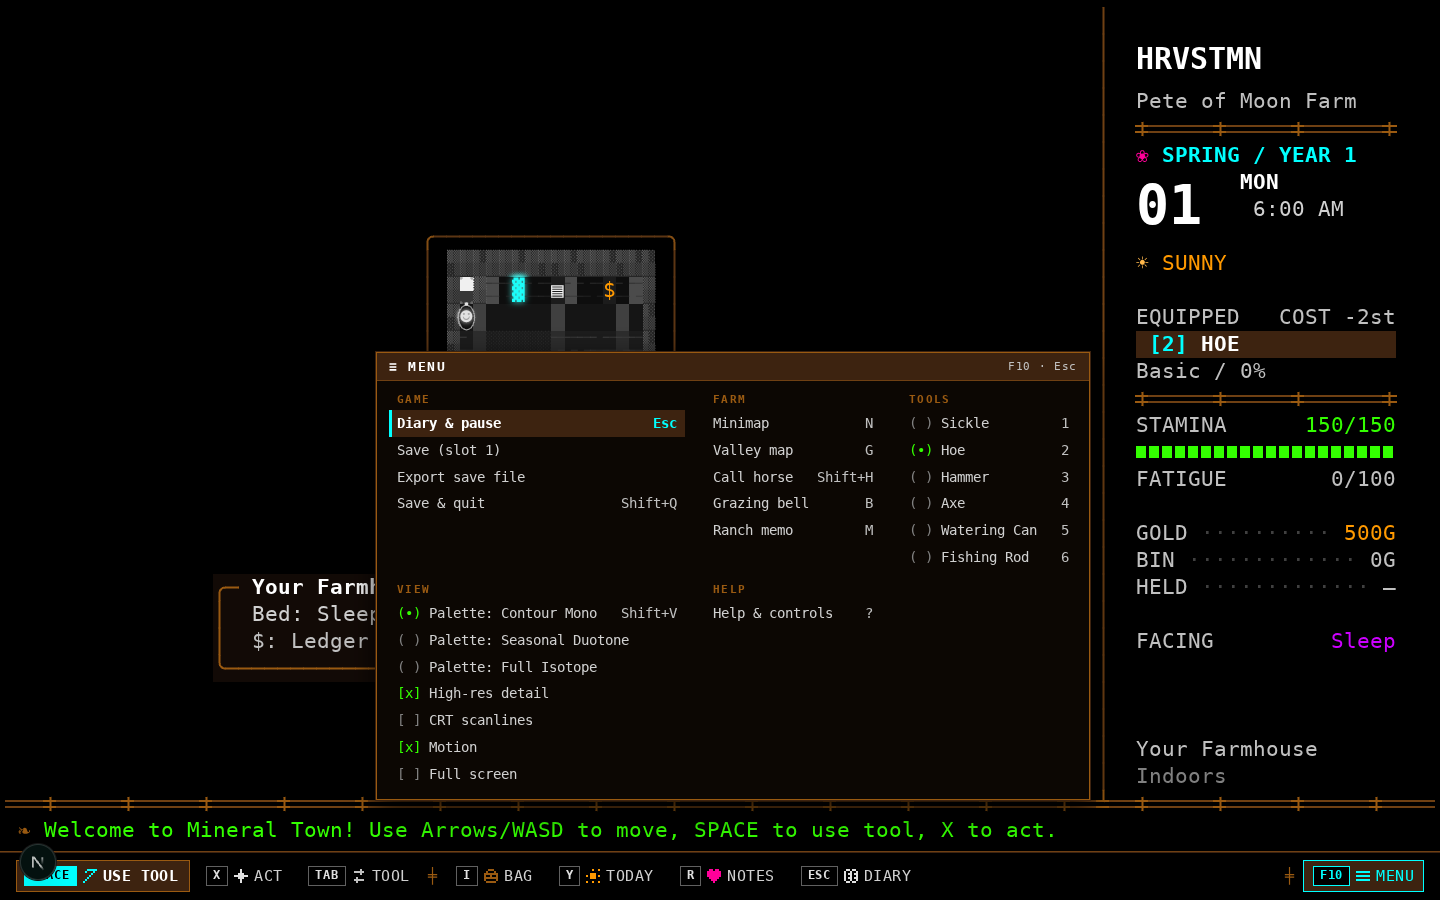 HRVSTMN
Pete of Moon Farm
❀ SPRING / YEAR 1
01 MON
6:00 AM
☀ SUNNY
EQUIPPED COST -2st
[2] HOE
Basic / 0%
STAMINA 150/150
FATIGUE 0/100
GOLD ·········· 500G
BIN ············· 0G
HELD ············· —
FACING Sleep
Your Farmhouse
Indoors
$
≡ MENU F10 · Esc
GAME
Diary & pause Esc
Save (slot 1)
Export save file
Save & quit Shift+Q
FARM
Minimap N
Valley map G
Call horse Shift+H
Grazing bell B
Ranch memo M
TOOLS
( ) Sickle 1
(•) Hoe 2
( ) Hammer 3
( ) Axe 4
( ) Watering Can 5
( ) Fishing Rod 6
VIEW
(•) Palette: Contour Mono Shift+V
( ) Palette: Seasonal Duotone
( ) Palette: Full Isotope
[x] High-res detail
[ ] CRT scanlines
[x] Motion
[ ] Full screen
HELP
Help & controls ?
Your
Bed:
$: Ledger
Welcome to Mineral Town! Use Arrows/WASD to move, SPACE to use tool, X to act.
N
USE TOOL X ACT TAB TOOL I BAG Y TODAY R NOTES ESC DIARY F10 MENU